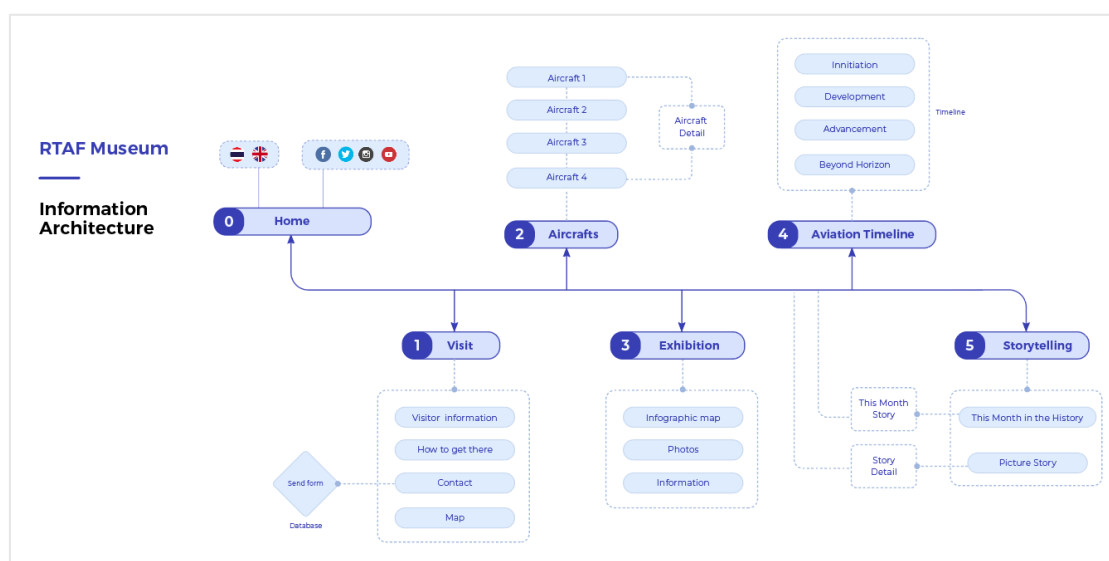 RTAF Museum
Information
Architecture
0 Home
2 Aircrafts
Aircraft 1
Aircraft 2
Aircraft 3
Aircraft 4
Aircraft
Detail
4 Aviation Timeline
Innitiation
Development
Advancement
Beyond Horizon
Timeline
1 Visit
Visitor information
How to get there
Contact
Map
Send form
Database
3 Exhibition
Infographic map
Photos
Information
5 Storytelling
This Month in the History
Picture Story
This Month
Story
Story
Detail